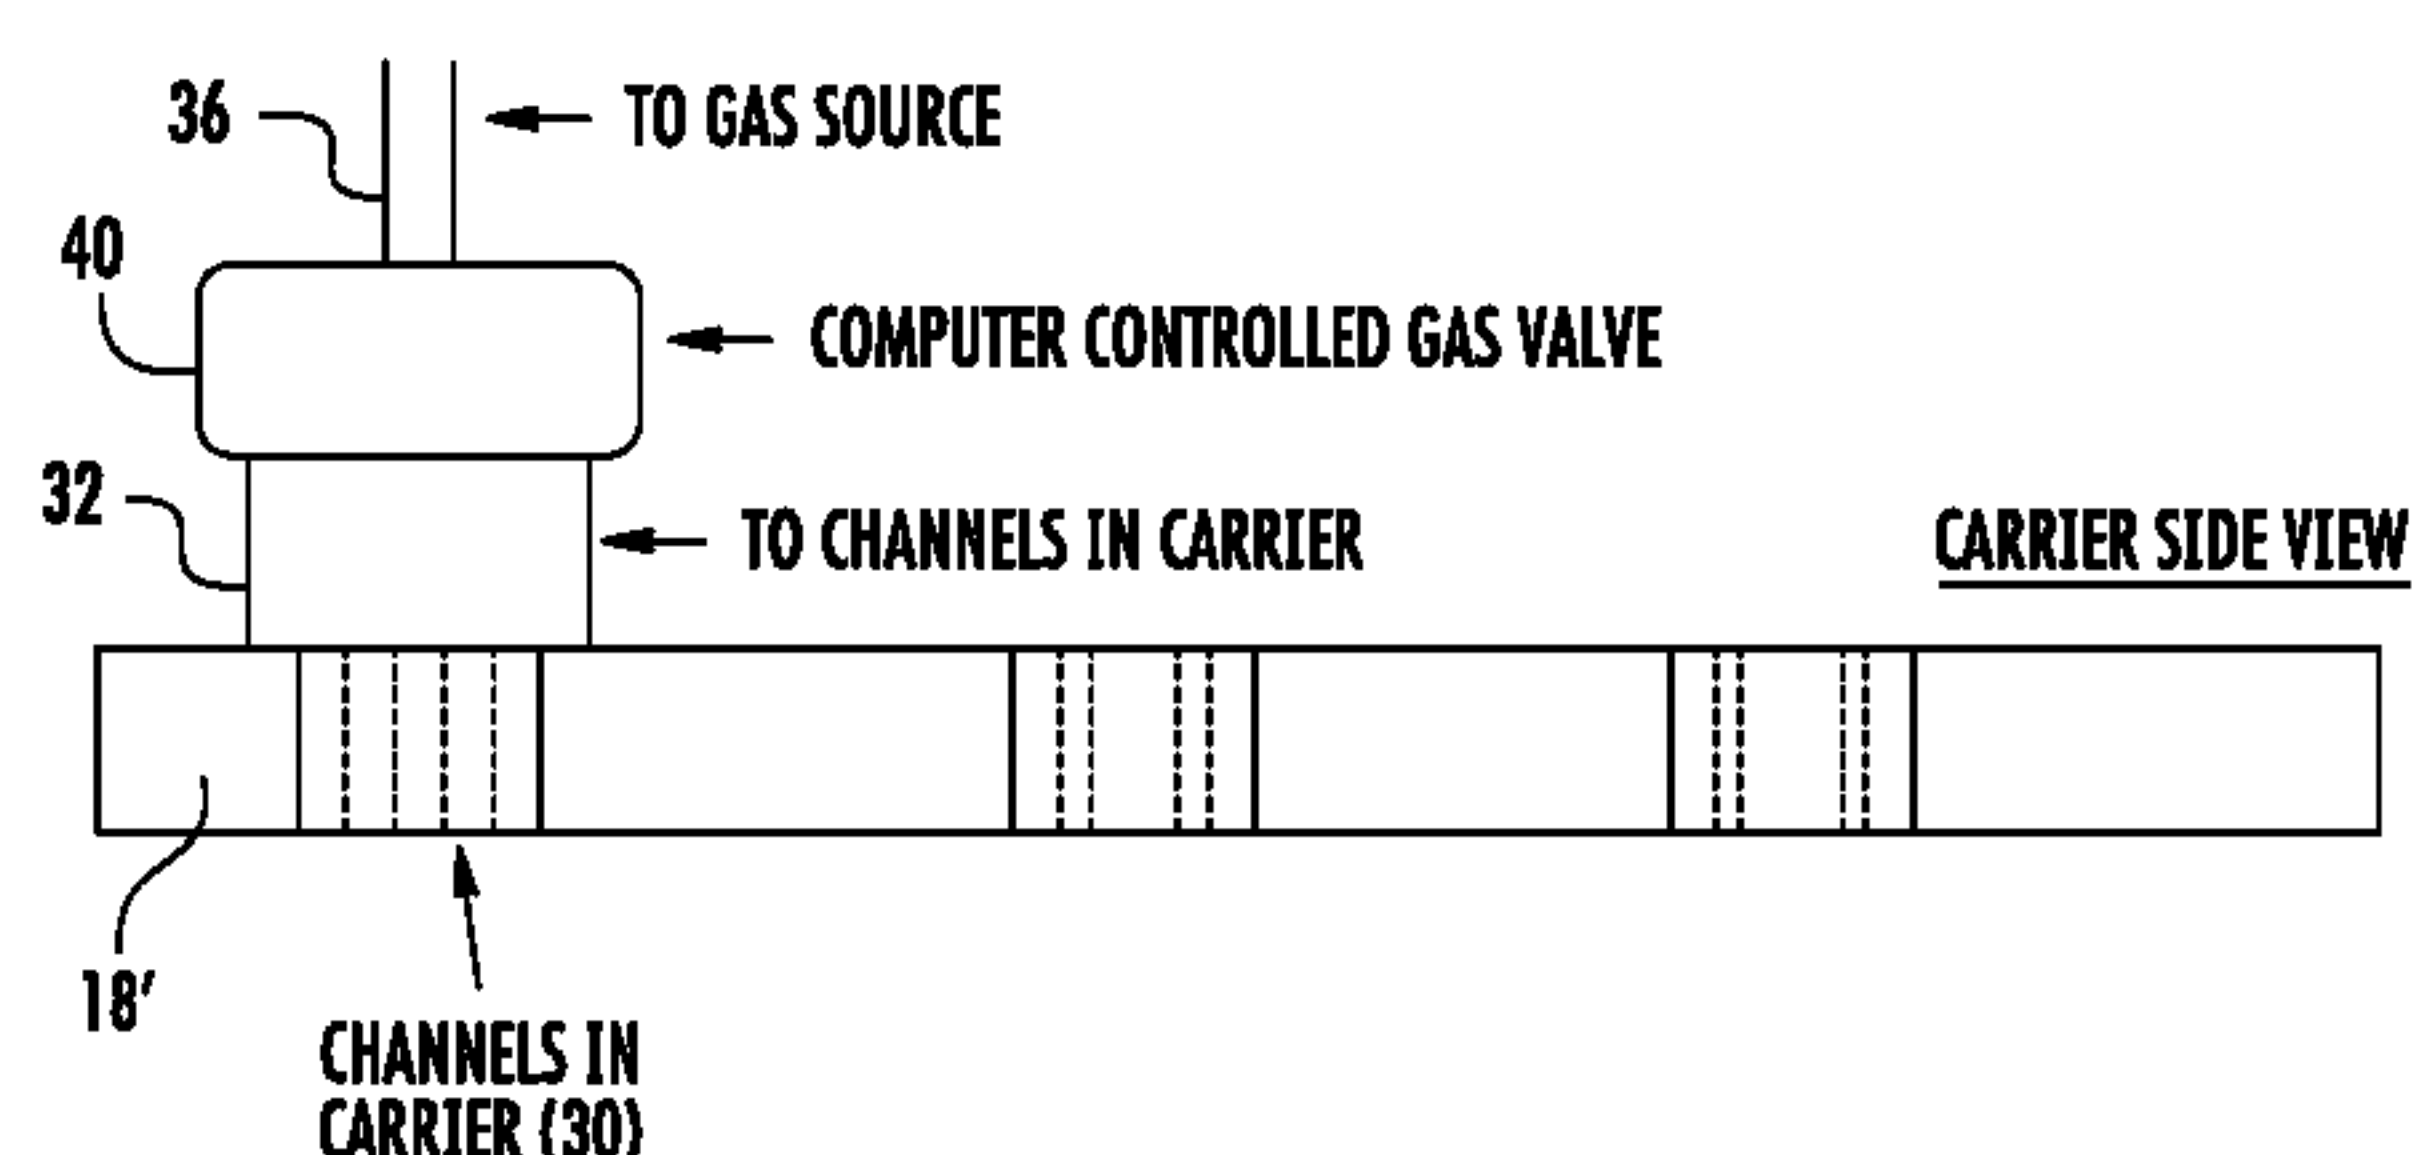 36
TO GAS SOURCE
40
COMPUTER CONTROLLED GAS VALVE
32
TO CHANNELS IN CARRIER
CARRIER SIDE VIEW
18'
CHANNELS IN
CARRIER (30)